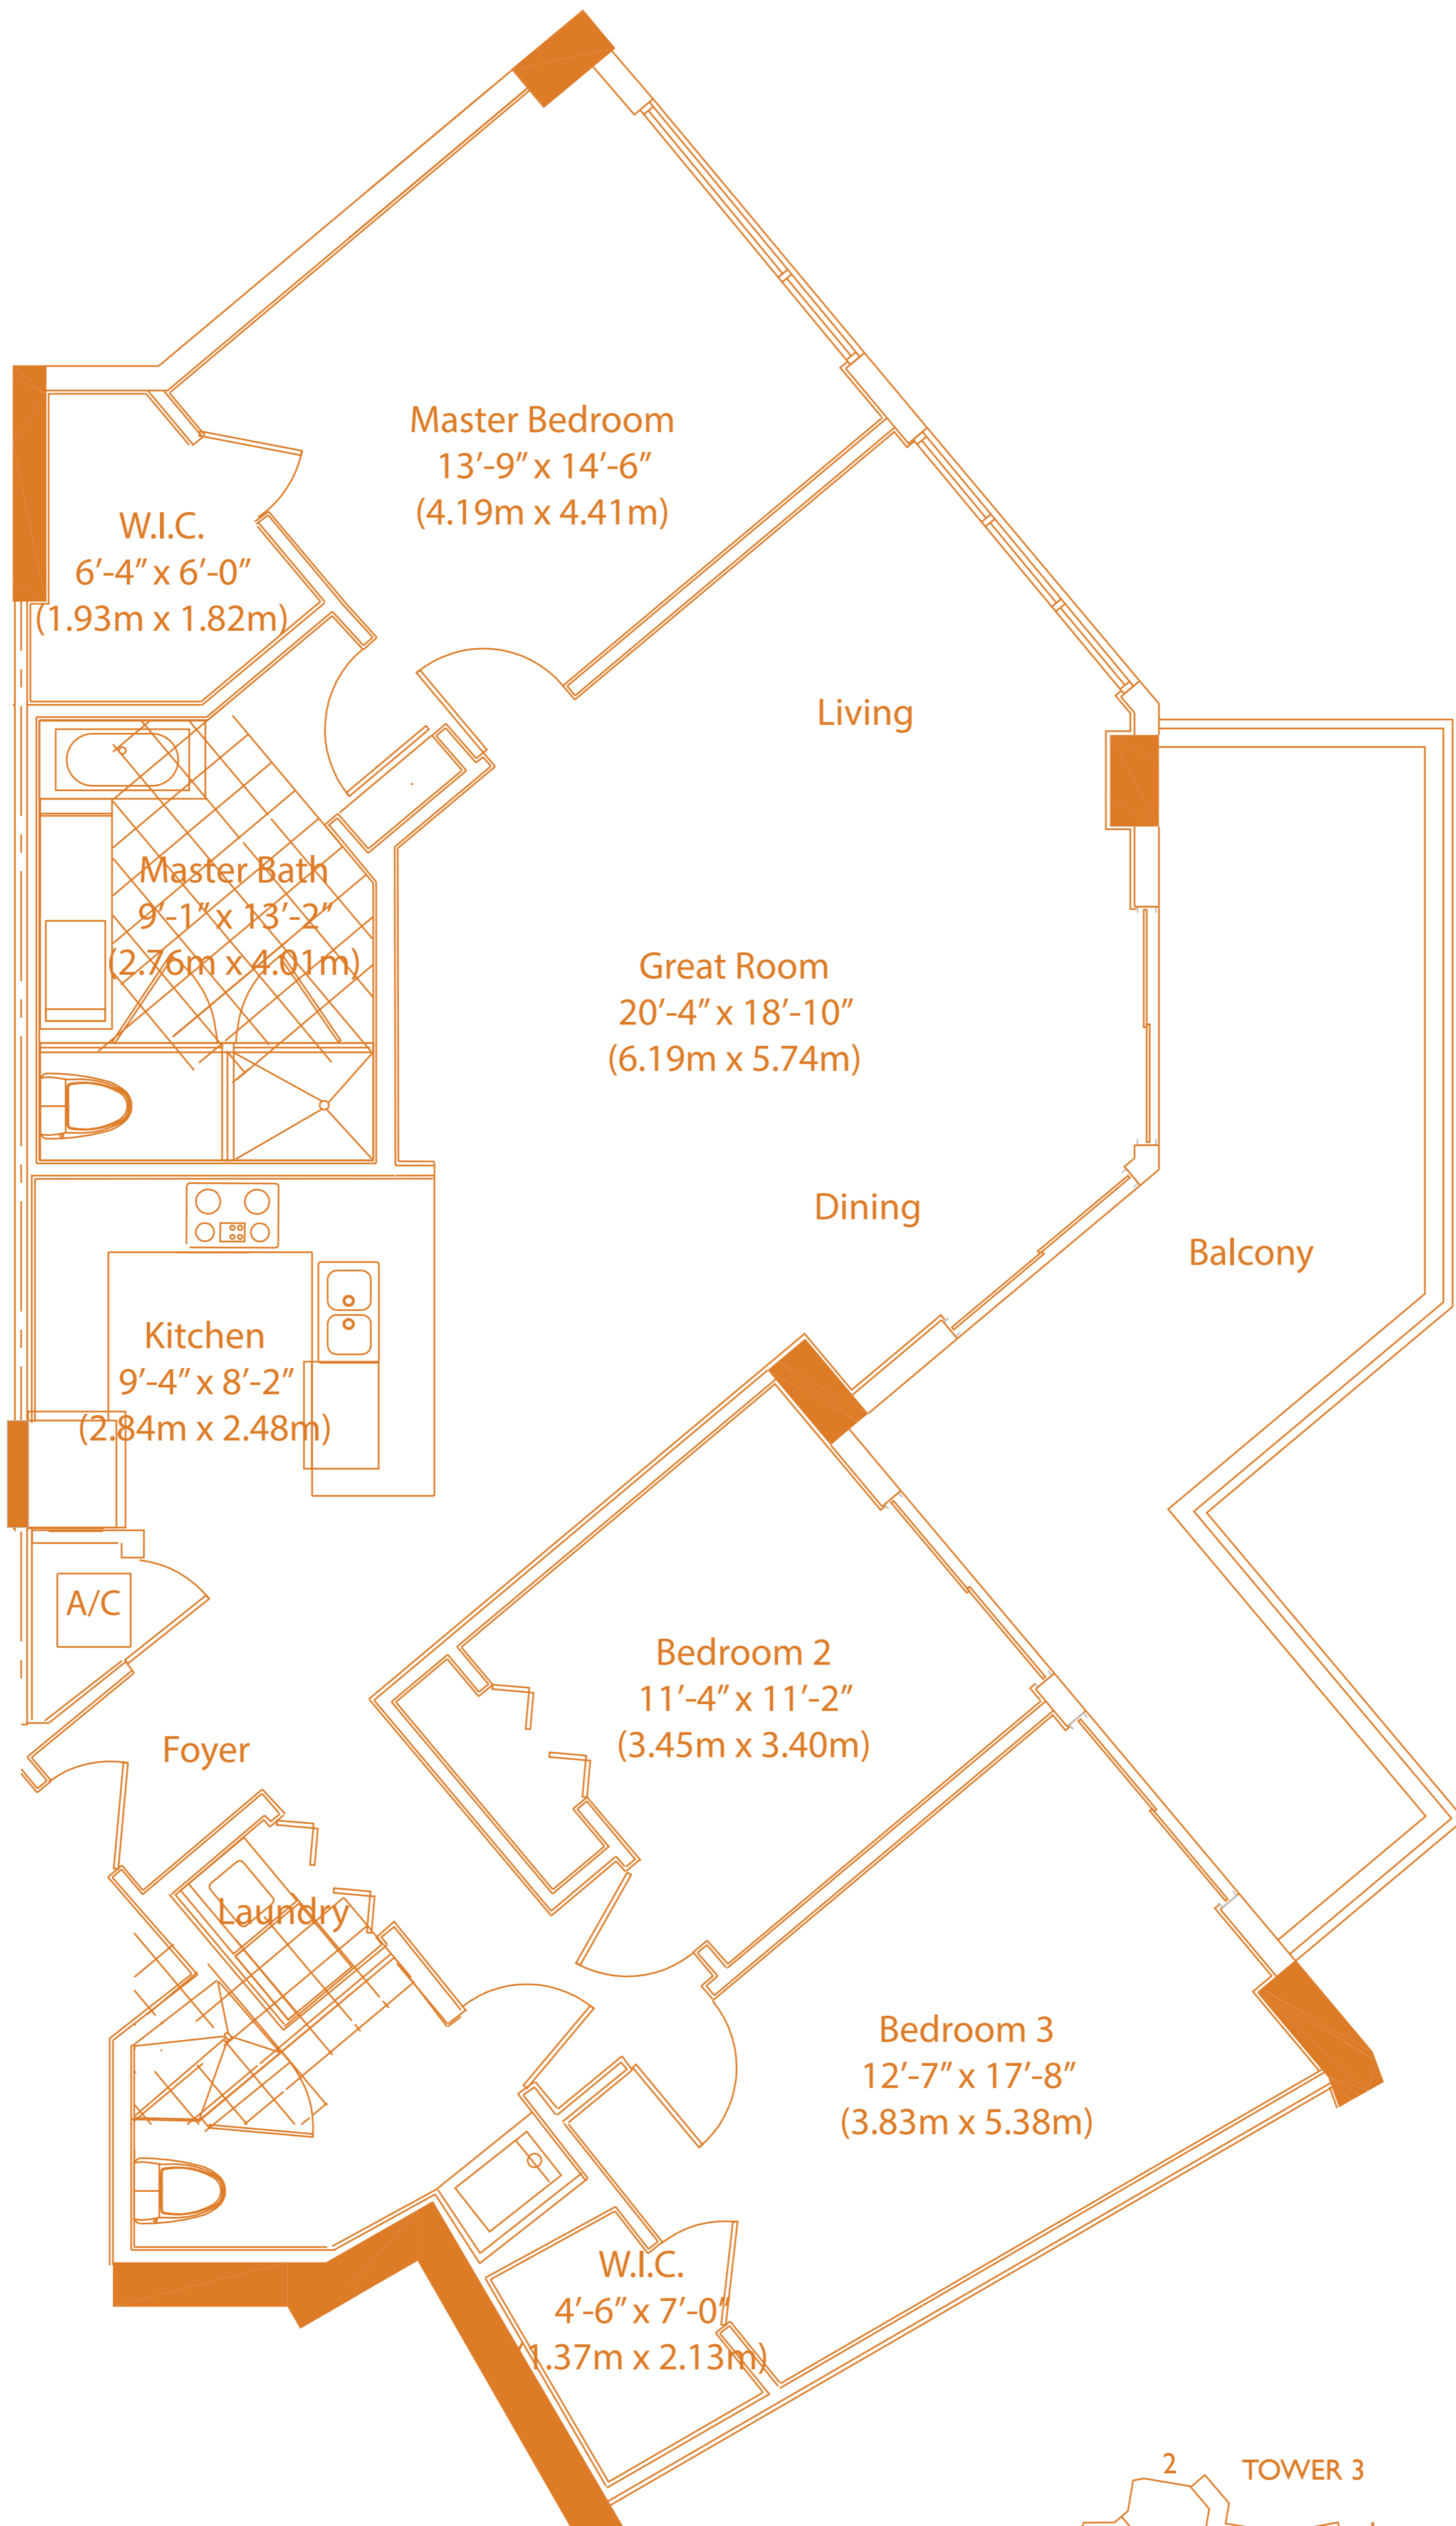 Master Bedroom
13′-9″ x 14′-6″
(4.19m x 4.41m)
W.I.C.
6′-4″ x 6′-0″
(1.93m x 1.82m)
Living
Master Bath
9′-1″ x 13′-2″
(2.76m x 4.01m)
Great Room
20′-4″ x 18′-10″
(6.19m x 5.74m)
Dining
Balcony
Kitchen
9′-4″ x 8′-2″
(2.84m x 2.48m)
A/C
Bedroom 2
11′-4″ x 11′-2″
(3.45m x 3.40m)
Foyer
Laundry
Bedroom 3
12′-7″ x 17′-8″
(3.83m x 5.38m)
W.I.C.
4′-6″ x 7′-0″
(1.37m x 2.13m)
2
TOWER 3